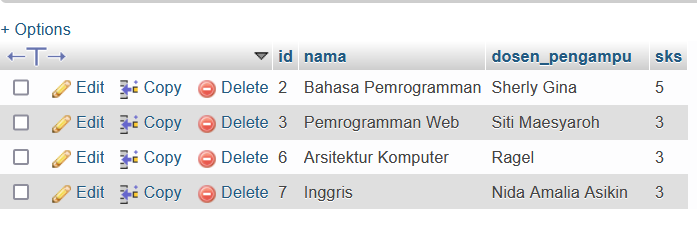 + Options
←T→ id nama dosen_pengampu sks
Edit Copy Delete 2 Bahasa Pemrogramman Sherly Gina 5
Edit Copy Delete 3 Pemrogramman Web Siti Maesyaroh 3
Edit Copy Delete 6 Arsitektur Komputer Ragel 3
Edit Copy Delete 7 Inggris Nida Amalia Asikin 3